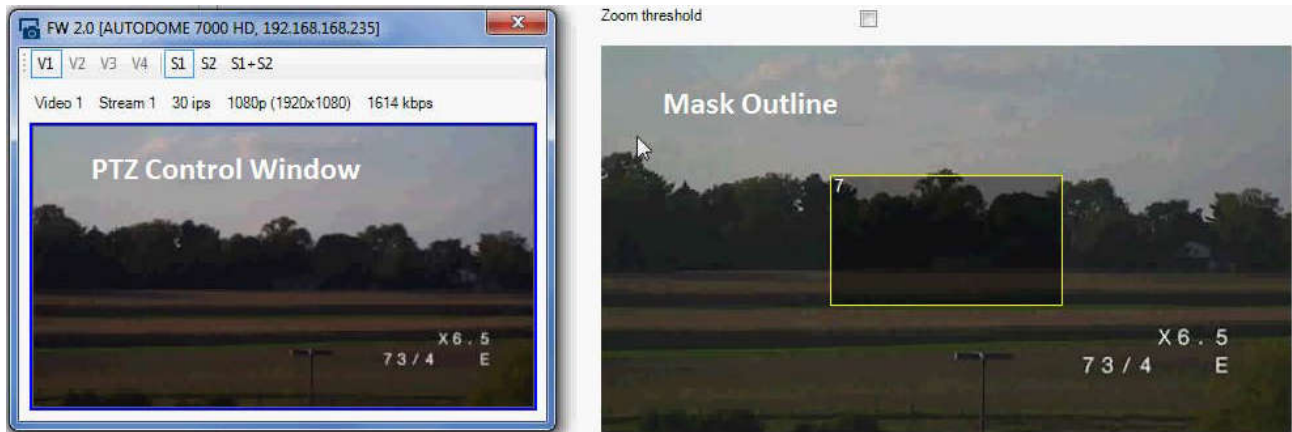 FW 2.0 [AUTODOME 7000 HD, 192.168.168.235]
V1 V2 V3 V4 S1 S2 S1+S2
Video 1 Stream 1 30 ips 1080p (1920x1080) 1614 kbps
PTZ Control Window
X6.5
73/4 E
Zoom threshold
Mask Outline
7
X6.5
73/4 E